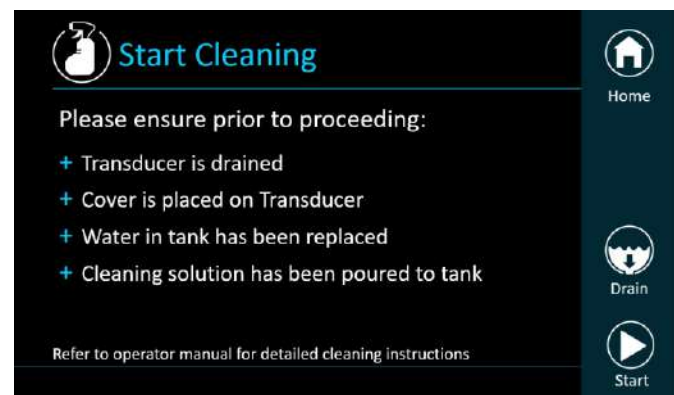 Start Cleaning
Home
Please ensure prior to proceeding:
+ Transducer is drained
+ Cover is placed on Transducer
+ Water in tank has been replaced
+ Cleaning solution has been poured to tank
Drain
Refer to operator manual for detailed cleaning instructions
Start